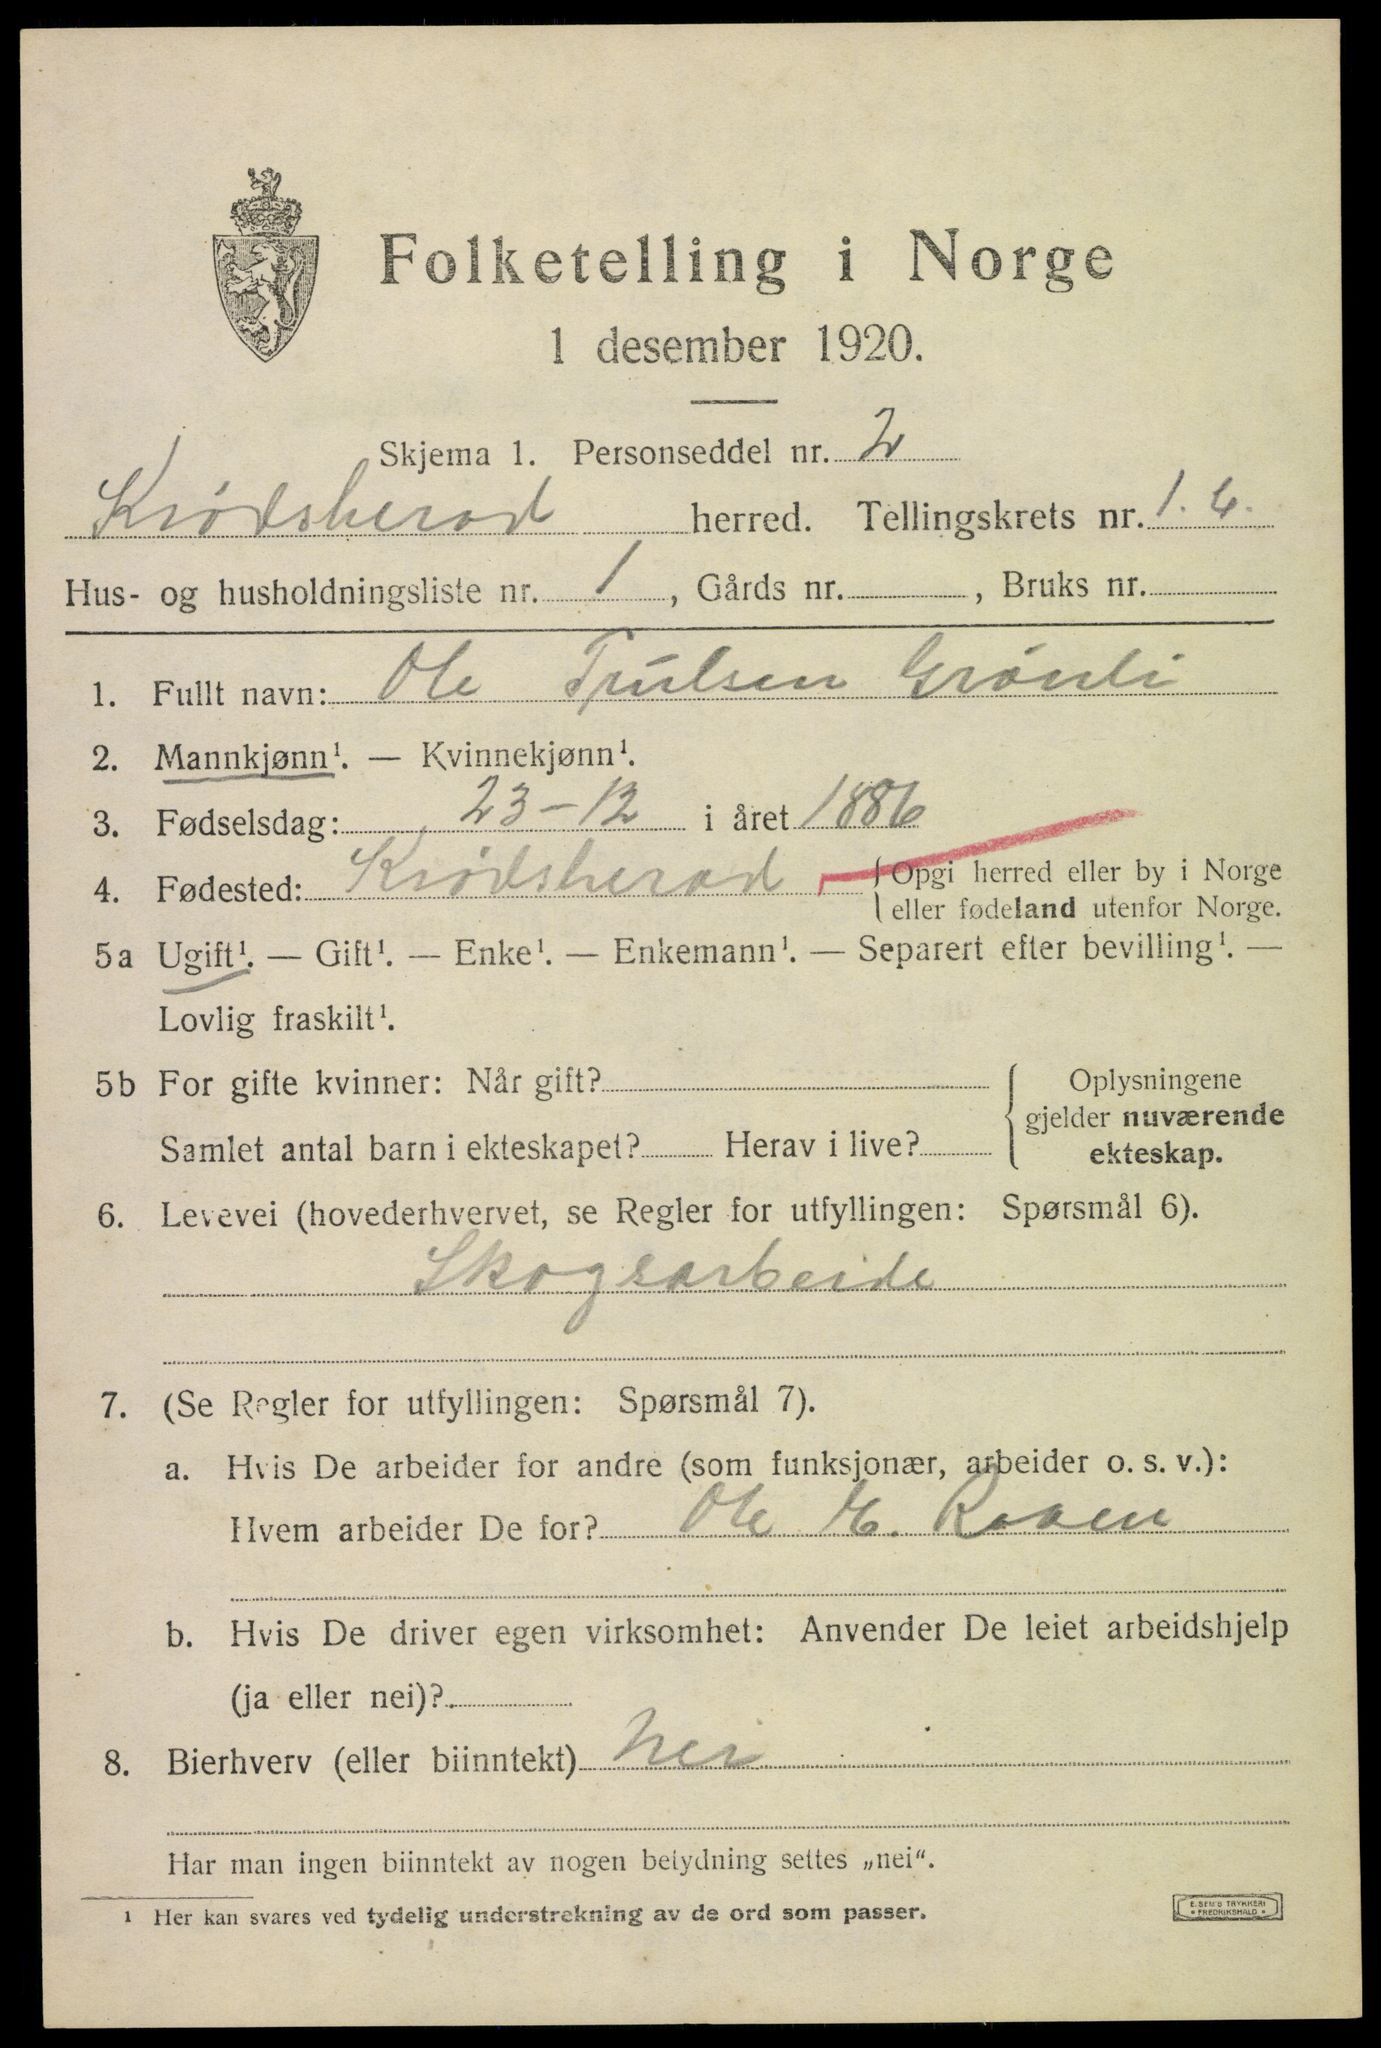 Folketelling i Norge
1 desember 1920.
Skjema 1. Personseddel nr. 2
Krødsherad herred. Tellingskrets nr. 1. 6.
Hus- og husholdningsliste nr. 1, Gårds nr. , Bruks nr.
1. Fullt navn: Ole Trulsen Grønli
2. Mannkjønn¹. — Kvinnekjønn¹.
3. Fødselsdag: 23-12 i året 1886
4. Fødested: Krødsherad { Opgi herred eller by i Norge
eller fødeland utenfor Norge.
5a Ugift¹. — Gift¹. — Enke¹. — Enkemann¹. — Separert efter bevilling¹. —
Lovlig fraskilt¹.
5b For gifte kvinner: Når gift? { Oplysningene
gjelder nuværende
Samlet antal barn i ekteskapet? Herav i live? ekteskap.
6. Levevei (hovederhvervet, se Regler for utfyllingen: Spørsmål 6).
Skogsarbeide
7. (Se Regler for utfyllingen: Spørsmål 7).
a. Hvis De arbeider for andre (som funksjonær, arbeider o. s. v.):
Hvem arbeider De for? Ole E. Raaen
b. Hvis De driver egen virksomhet: Anvender De leiet arbeidshjelp
(ja eller nei)?
8. Bierhverv (eller biinntekt) Nei
Har man ingen biinntekt av nogen betydning settes „nei“.
¹ Her kan svares ved tydelig understrekning av de ord som passer.
E. SEM'S TRYKKERI
• FREDRIKSHALD •